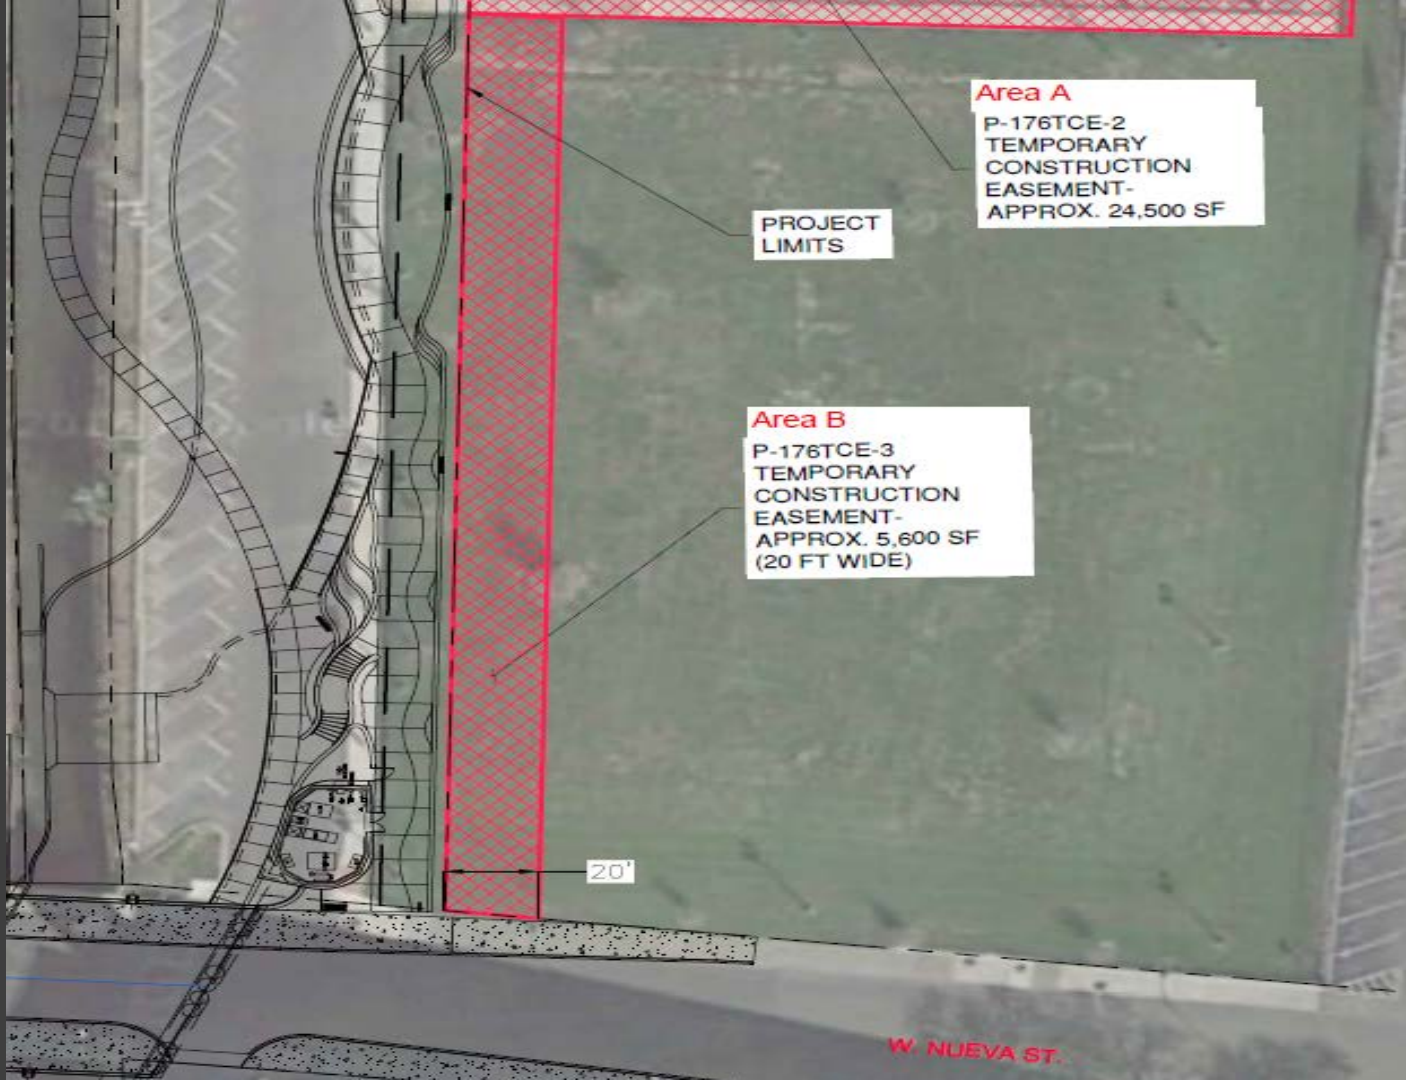 Area A
P-176TCE-2
TEMPORARY
CONSTRUCTION
EASEMENT-
APPROX. 24,500 SF
PROJECT
LIMITS
Area B
P-176TCE-3
TEMPORARY
CONSTRUCTION
EASEMENT-
APPROX. 5,600 SF
(20 FT WIDE)
20'
W. NUEVA ST.